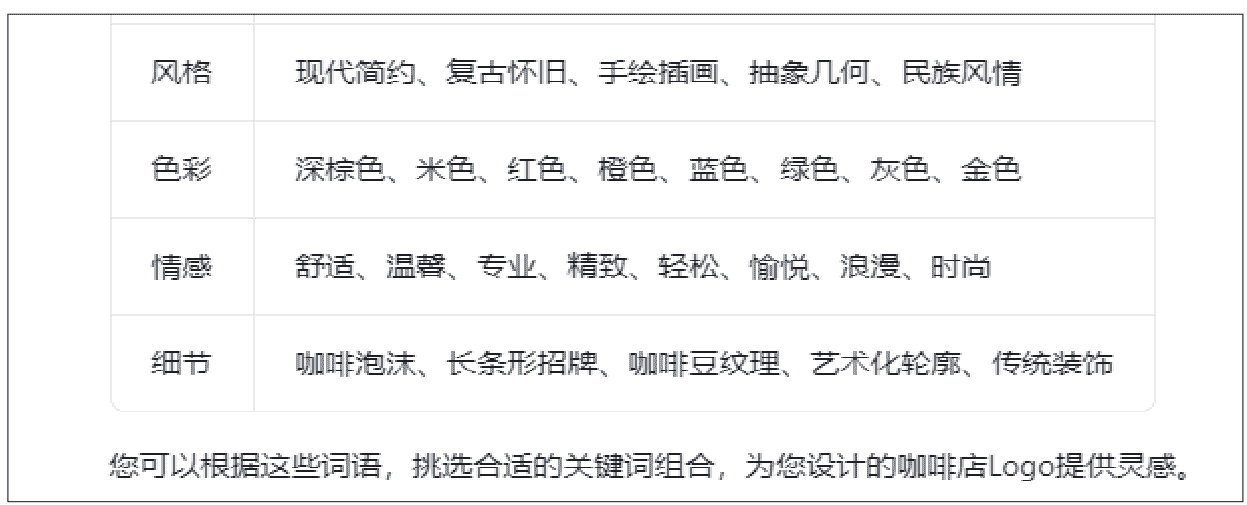 风格 现代简约、复古怀旧、手绘插画、抽象几何、民族风情
色彩 深棕色、米色、红色、橙色、蓝色、绿色、灰色、金色
情感 舒适、温馨、专业、精致、轻松、愉悦、浪漫、时尚
细节 咖啡泡沫、长条形招牌、咖啡豆纹理、艺术化轮廓、传统装饰
您可以根据这些词语，挑选合适的关键词组合，为您设计的咖啡店Logo提供灵感。